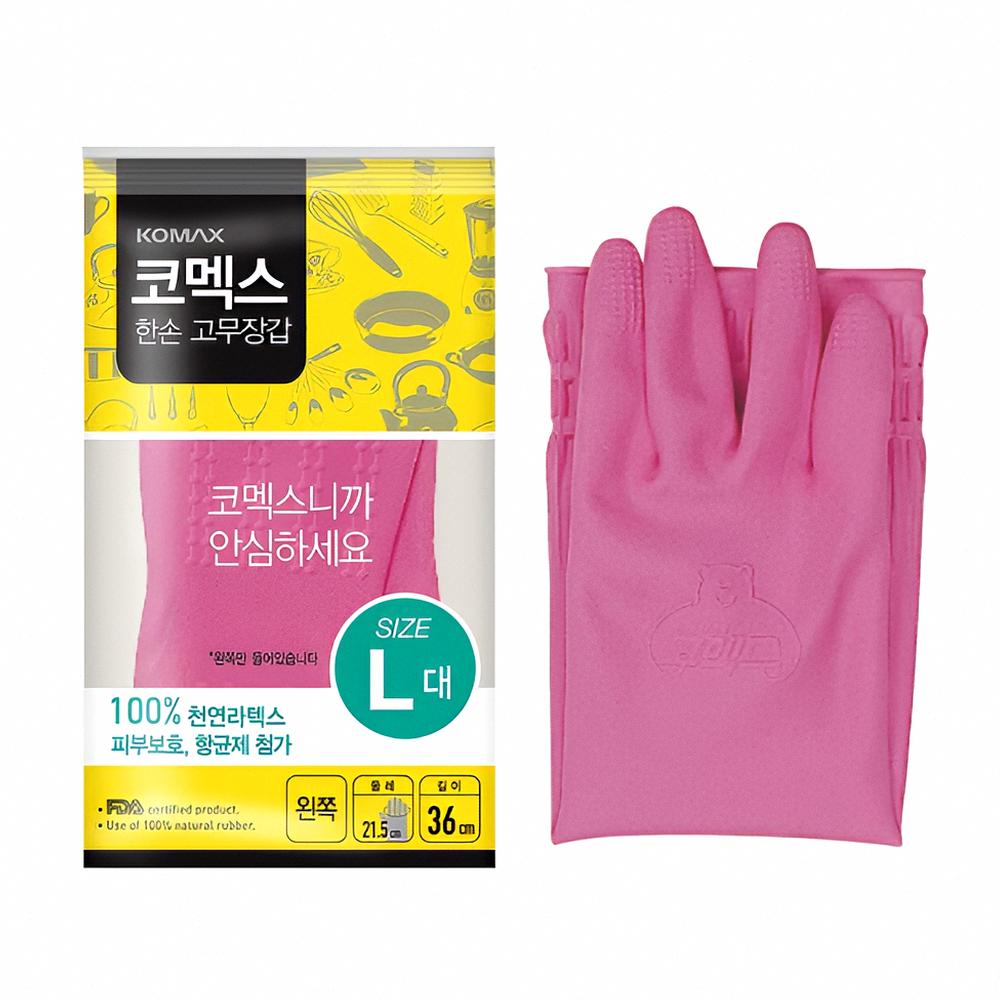 KOMAX
코멕스
한손 고무장갑
코멕스니까
안심하세요
SIZE
L 대
*왼쪽만 들어있습니다
100% 천연라텍스
피부보호, 항균제 첨가
• FDA certified product.
• Use of 100% natural rubber.
왼쪽
둘레
21.5cm
길이
36cm